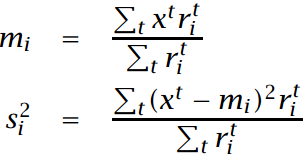 m_i = \frac{\sum_t x^t r_i^t}{\sum_t r_i^t}
s_i^2 = \frac{\sum_t (x^t - m_i)^2 r_i^t}{\sum_t r_i^t}